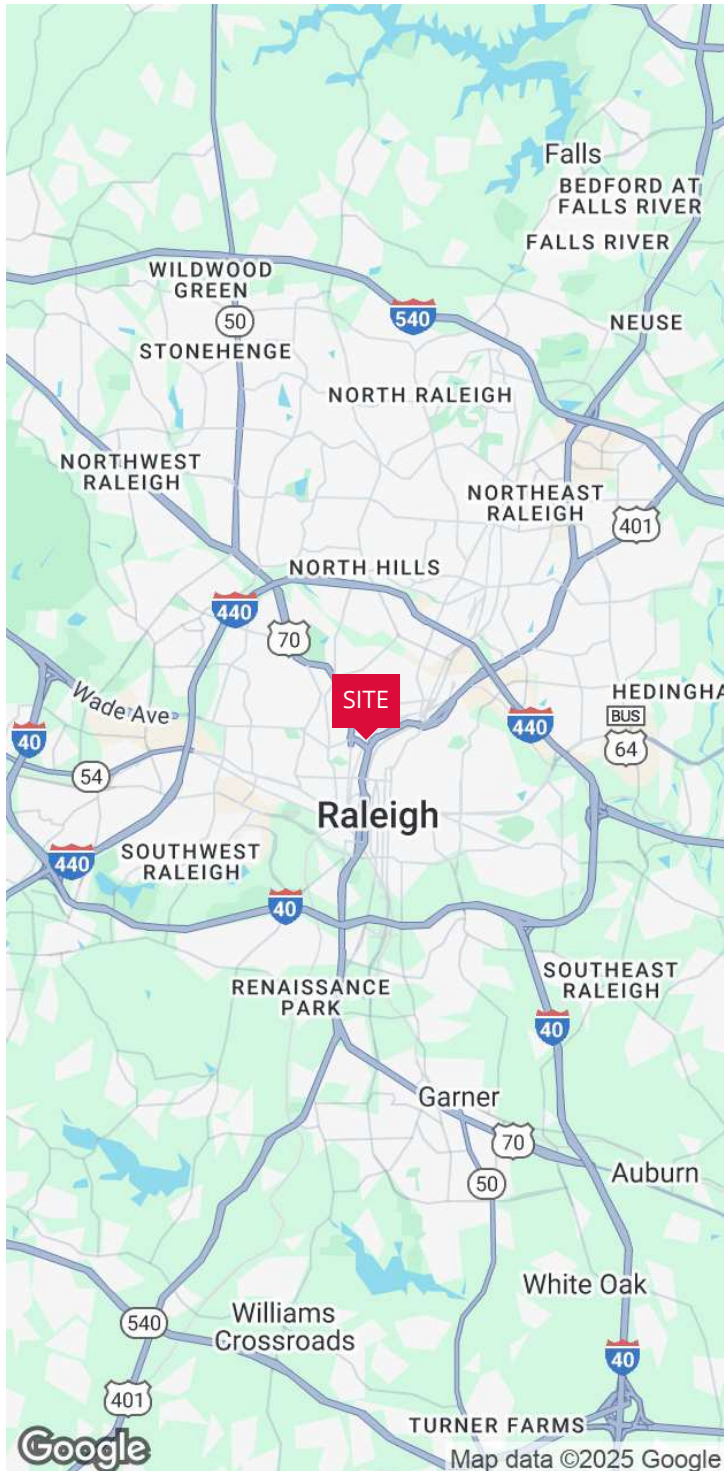 Falls
BEDFORD AT
FALLS RIVER
FALLS RIVER
WILDWOOD
GREEN
50
540
NEUSE
STONEHENGE
NORTH RALEIGH
NORTHWEST
RALEIGH
NORTHEAST
RALEIGH
401
NORTH HILLS
440
70
SITE
HEDINGHA
Wade Ave
BUS
64
440
40
54
Raleigh
SOUTHWEST
RALEIGH
440
40
RENAISSANCE
PARK
SOUTHEAST
RALEIGH
40
Garner
70
50
Auburn
White Oak
Williams
Crossroads
540
40
401
TURNER FARMS
Google
Map data ©2025 Google